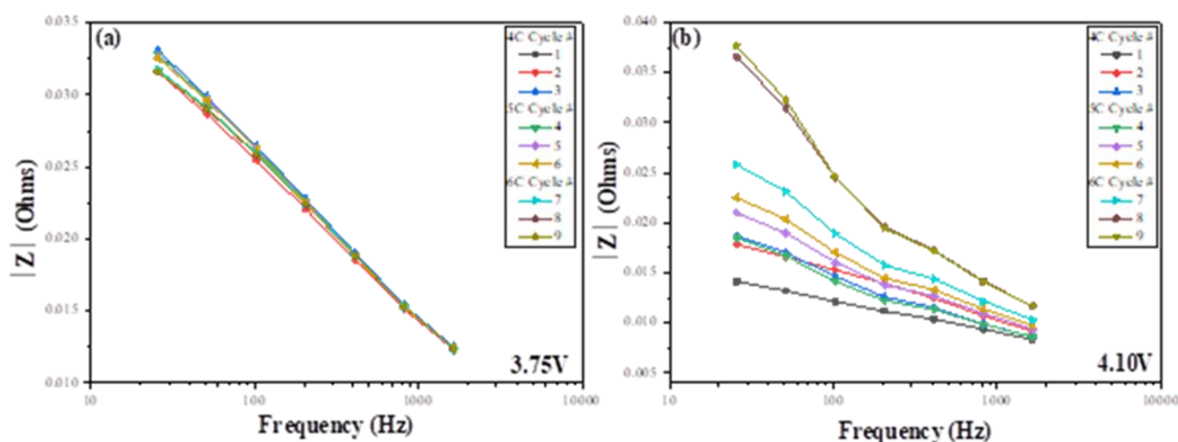 (a)
0.035
0.030
0.025
0.020
0.015
0.010
10
100
1000
10000
|Z| (Ohms)
Frequency (Hz)
3.75V
4C Cycle #
1
2
3
5C Cycle #
4
5
6
6C Cycle #
7
8
9
(b)
0.040
0.035
0.030
0.025
0.020
0.015
0.010
0.005
10
100
1000
10000
|Z| (Ohms)
Frequency (Hz)
4.10V
4C Cycle #
1
2
3
5C Cycle #
4
5
6
6C Cycle #
7
8
9